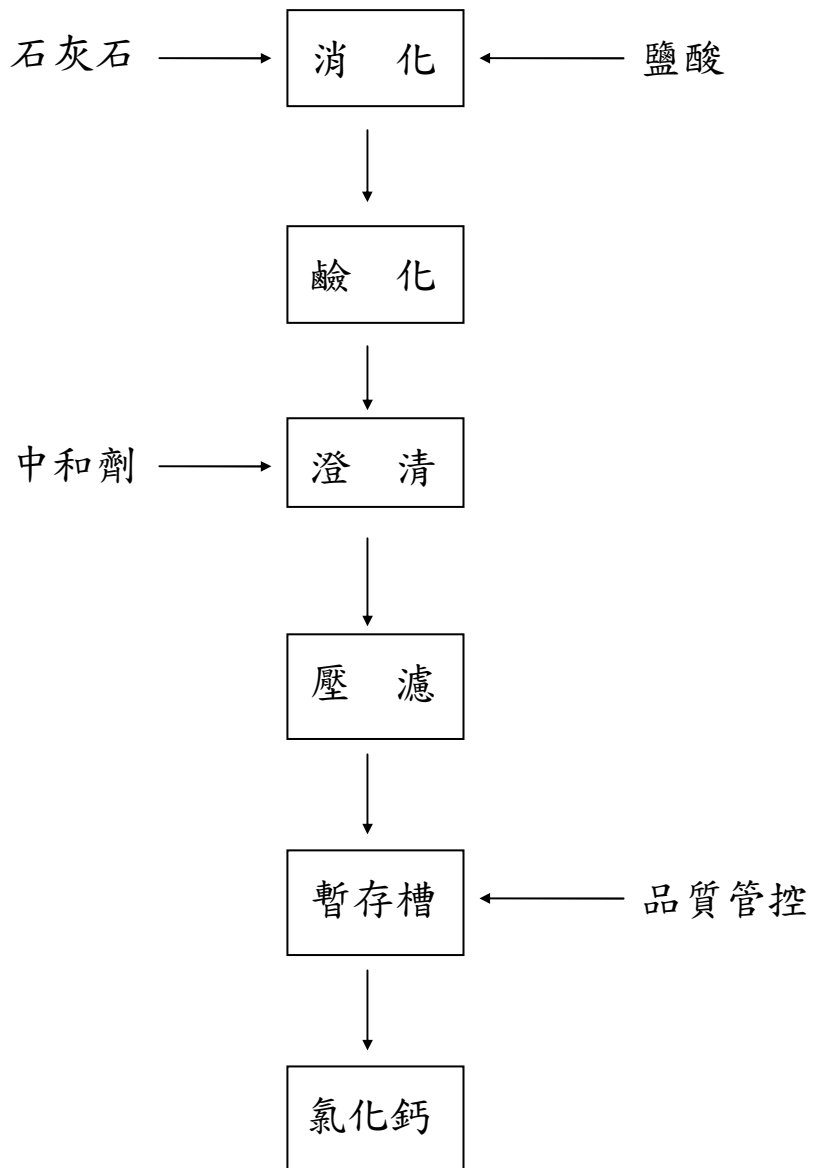 石灰石 消 化 鹽酸
鹼 化
中和劑 澄 清
壓 濾
暫存槽 品質管控
氯化鈣